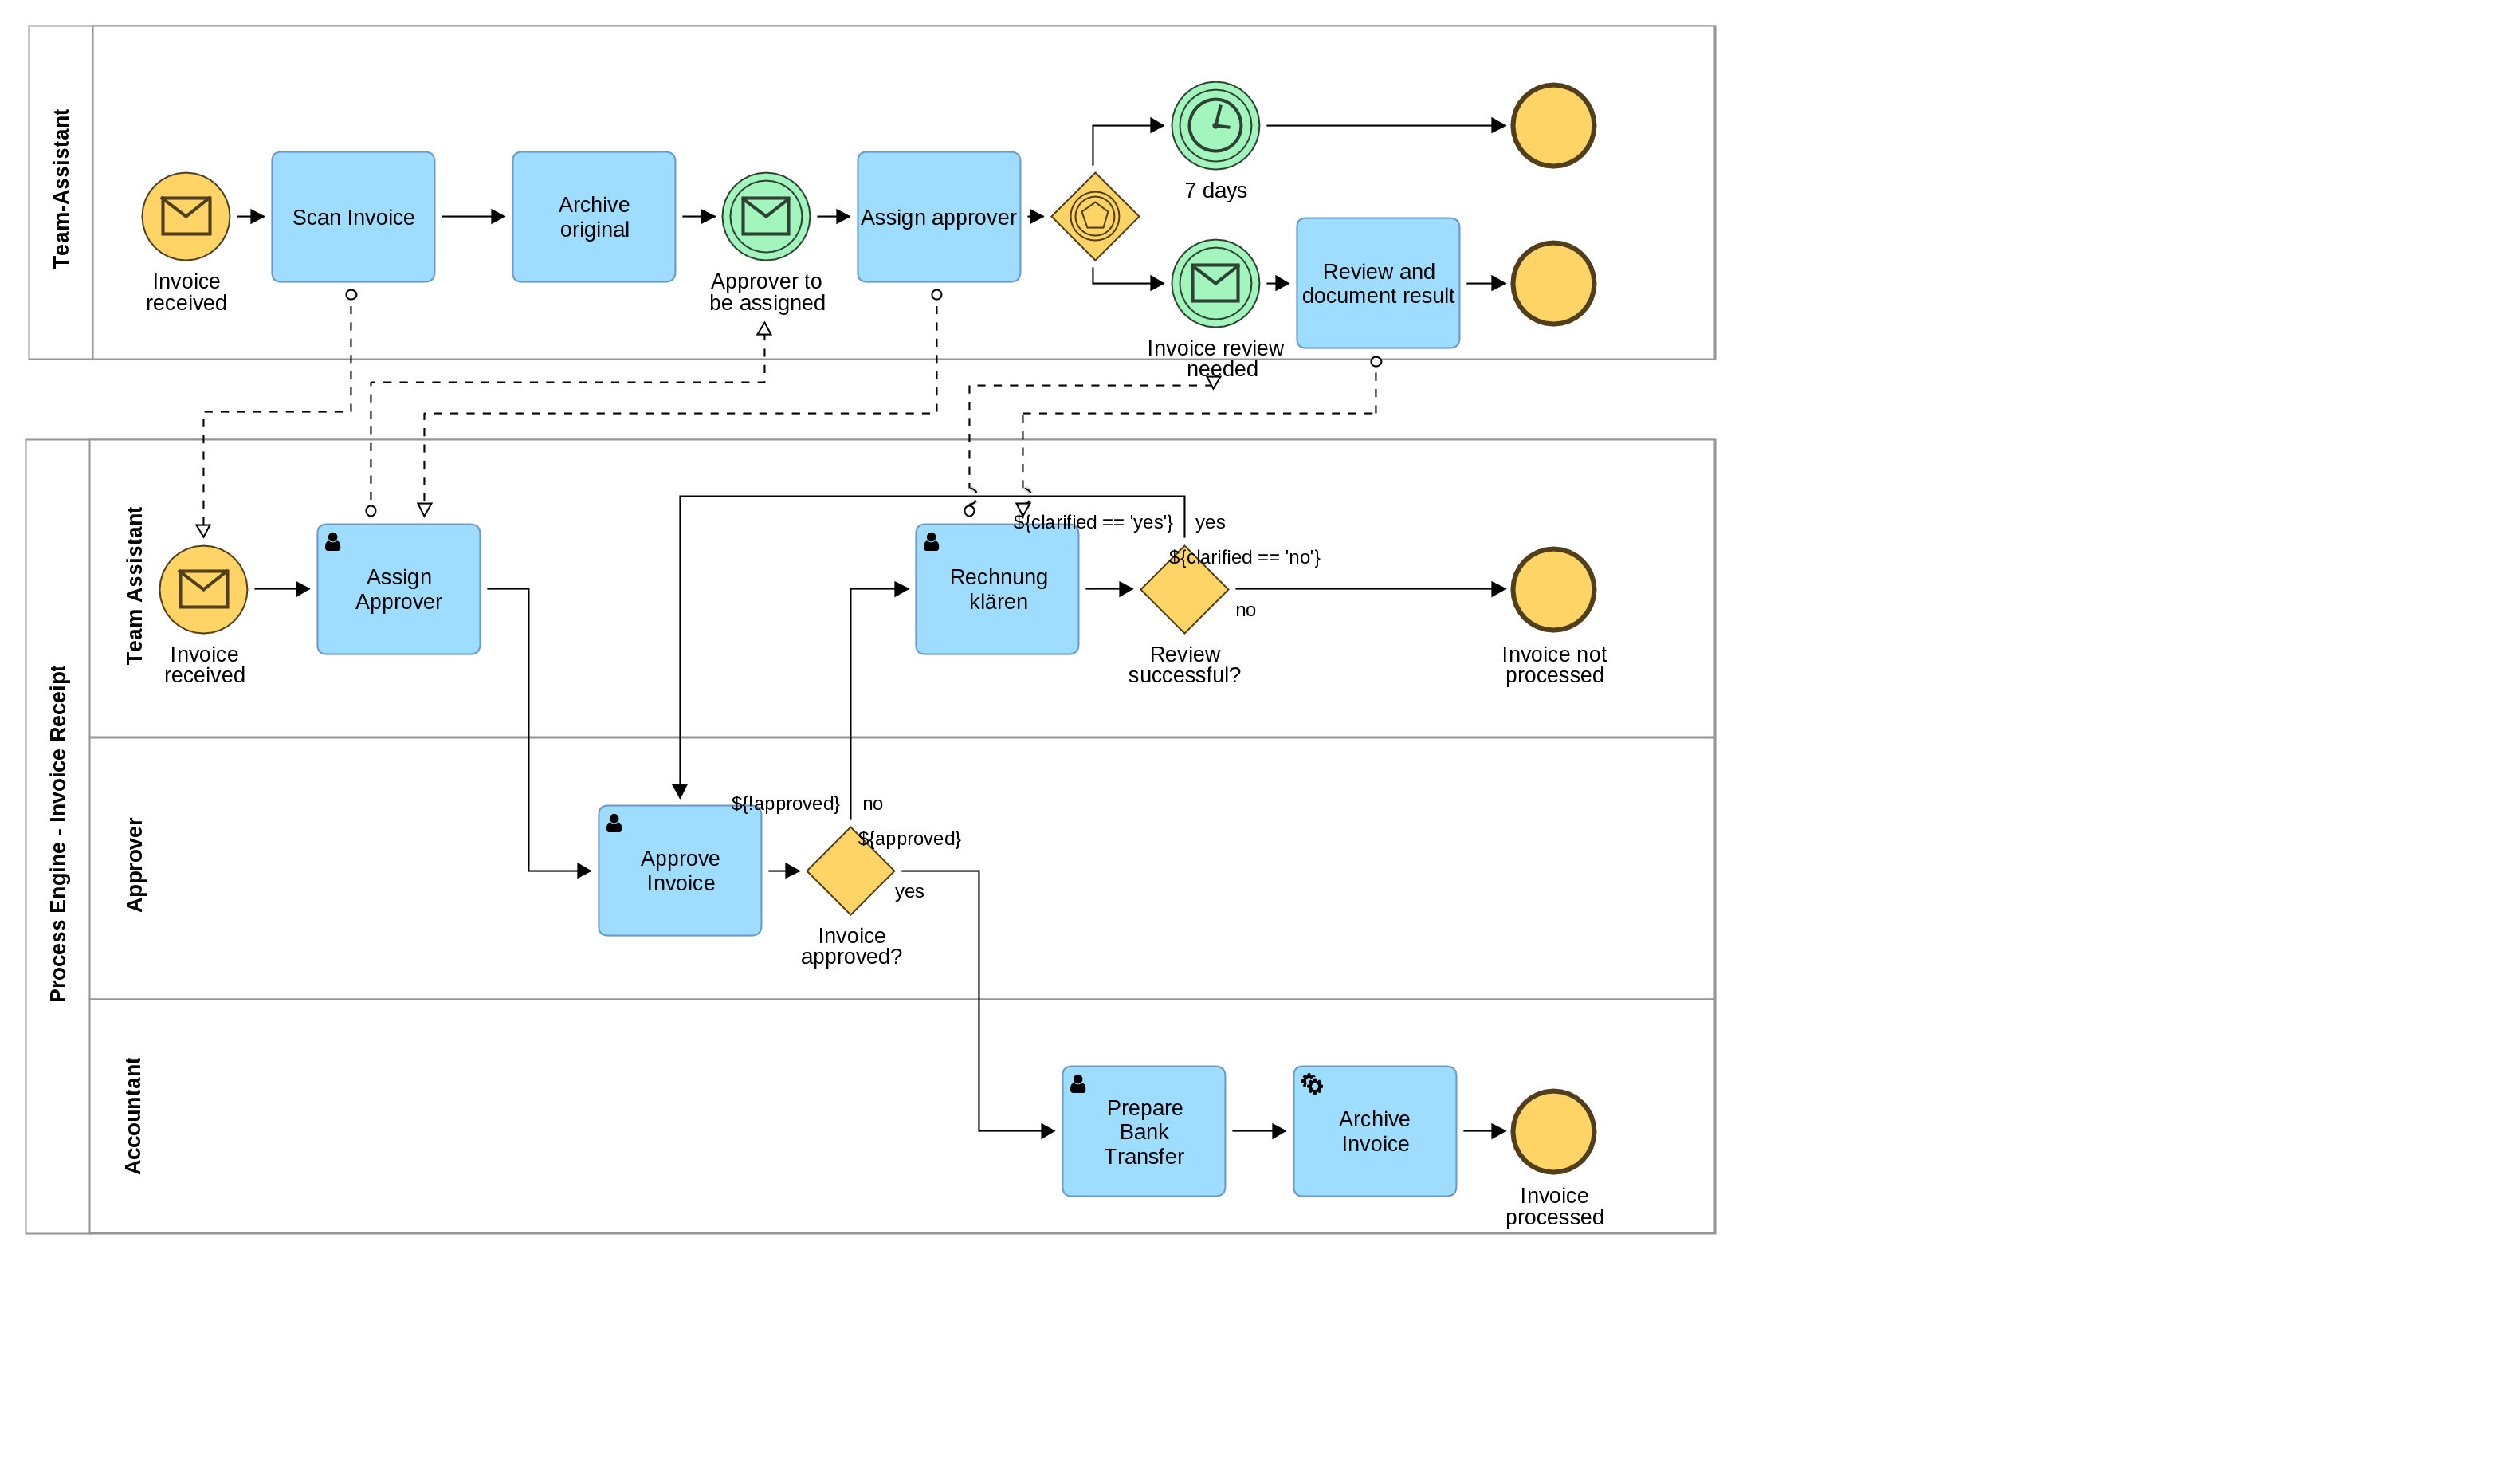 Team-Assistant
7 days
Scan Invoice
Archive
original
Assign approver
Invoice
received
Approver to
be assigned
Review and
document result
Invoice review
needed
Process Engine - Invoice Receipt
Team Assistant
${clarified == 'yes'}
yes
${clarified == 'no'}
Assign
Approver
Rechnung
klären
no
Invoice
received
Review
successful?
Invoice not
processed
Approver
${!approved}
no
${approved}
Approve
Invoice
yes
Invoice
approved?
Accountant
Prepare
Bank
Transfer
Archive
Invoice
Invoice
processed